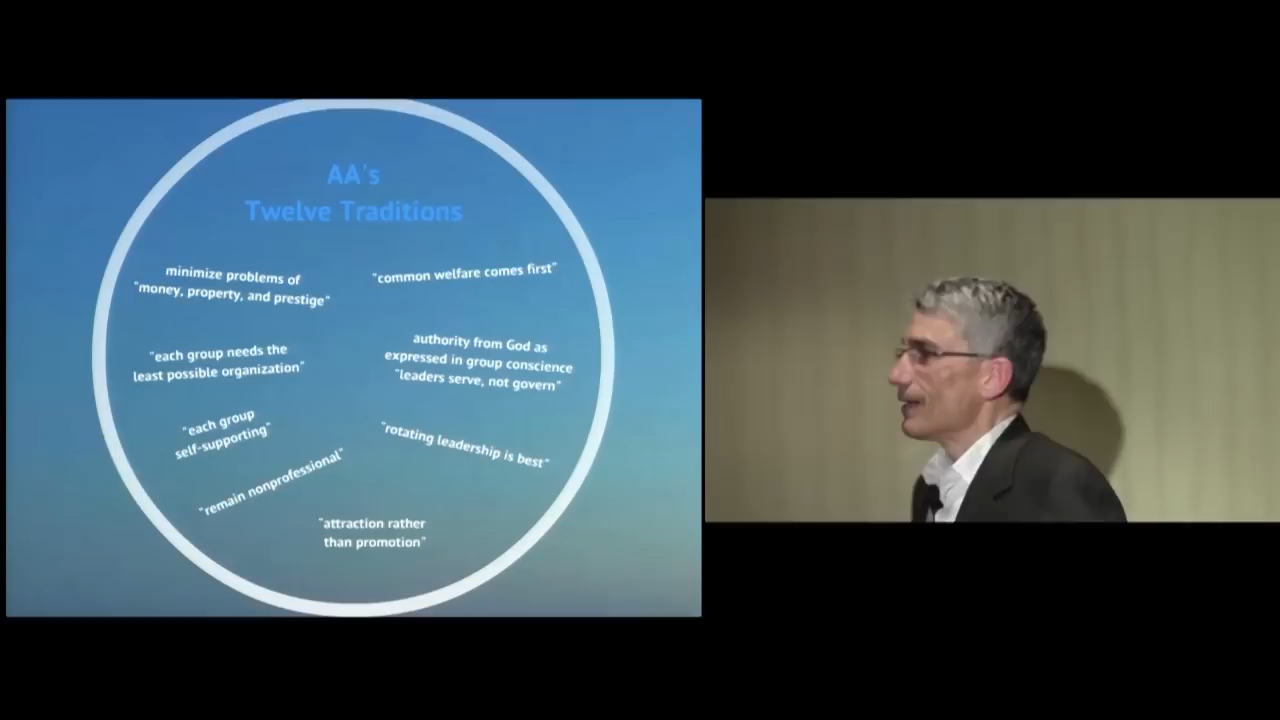 AA's
Twelve Traditions
minimize problems of
"money, property, and prestige"
"common welfare comes first"
"each group needs the
least possible organization"
authority from God as
expressed in group conscience
"leaders serve, not govern"
"each group
self-supporting"
"rotating leadership is best"
"remain nonprofessional"
"attraction rather
than promotion"